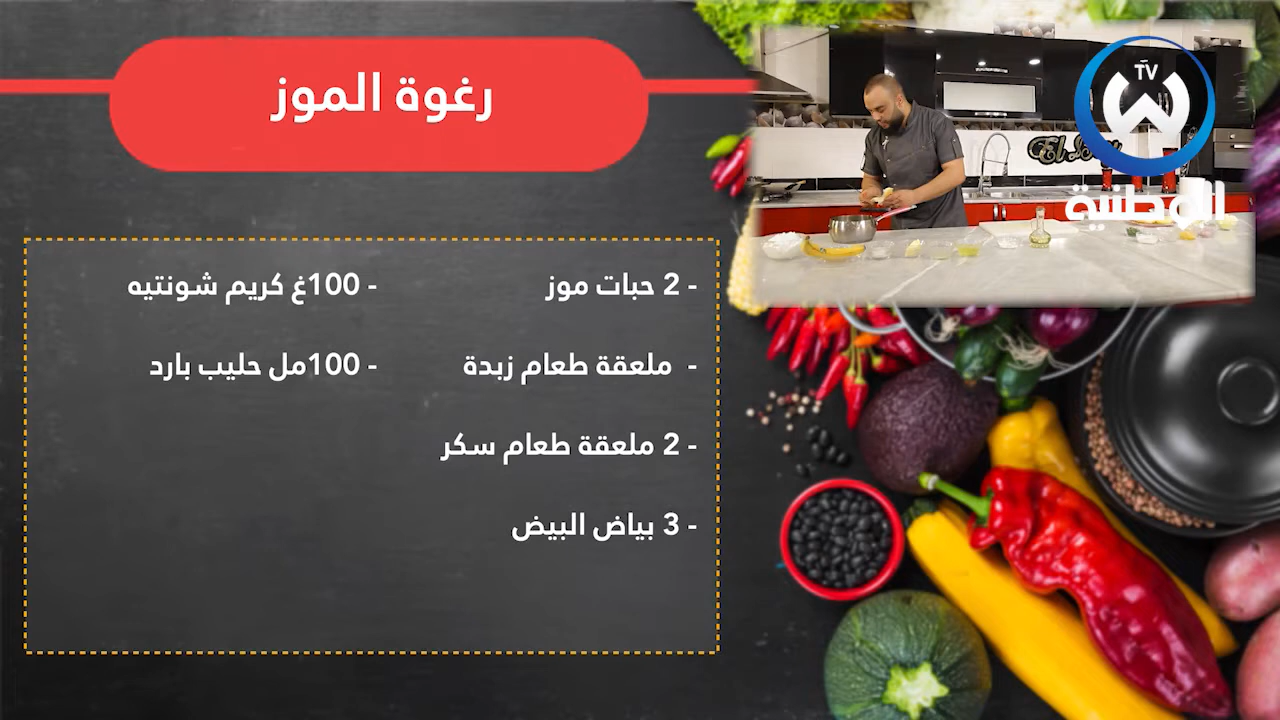 رغوة الموز
- 2 حبات موز
- ملعقة طعام زبدة
- 2 ملعقة طعام سكر
- 3 بياض البيض
- 100غ كريم شونتيه
- 100مل حليب بارد
TV
W
الوطنية